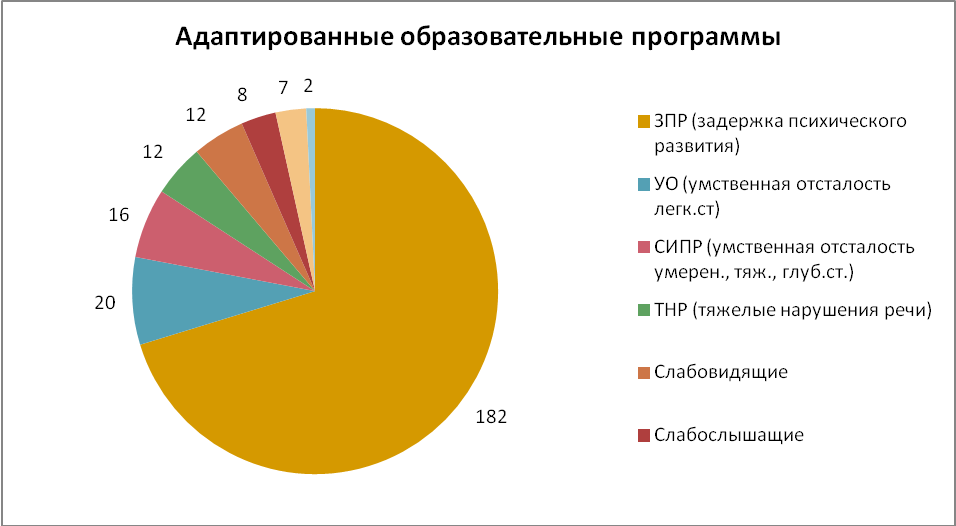 Адаптированные образовательные программы
2
7
8
12
12
16
20
182
ЗПР (задержка психического
развития)
УО (умственная отсталость
легк.ст)
СИПР (умственная отсталость
умерен., тяж., глуб.ст.)
ТНР (тяжелые нарушения речи)
Слабовидящие
Слабослышащие